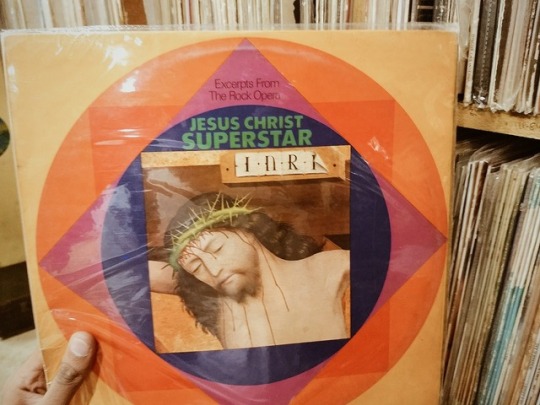 Excerpts From
The Rock Opera
JESUS CHRIST
SUPERSTAR
·I·n·R·I·